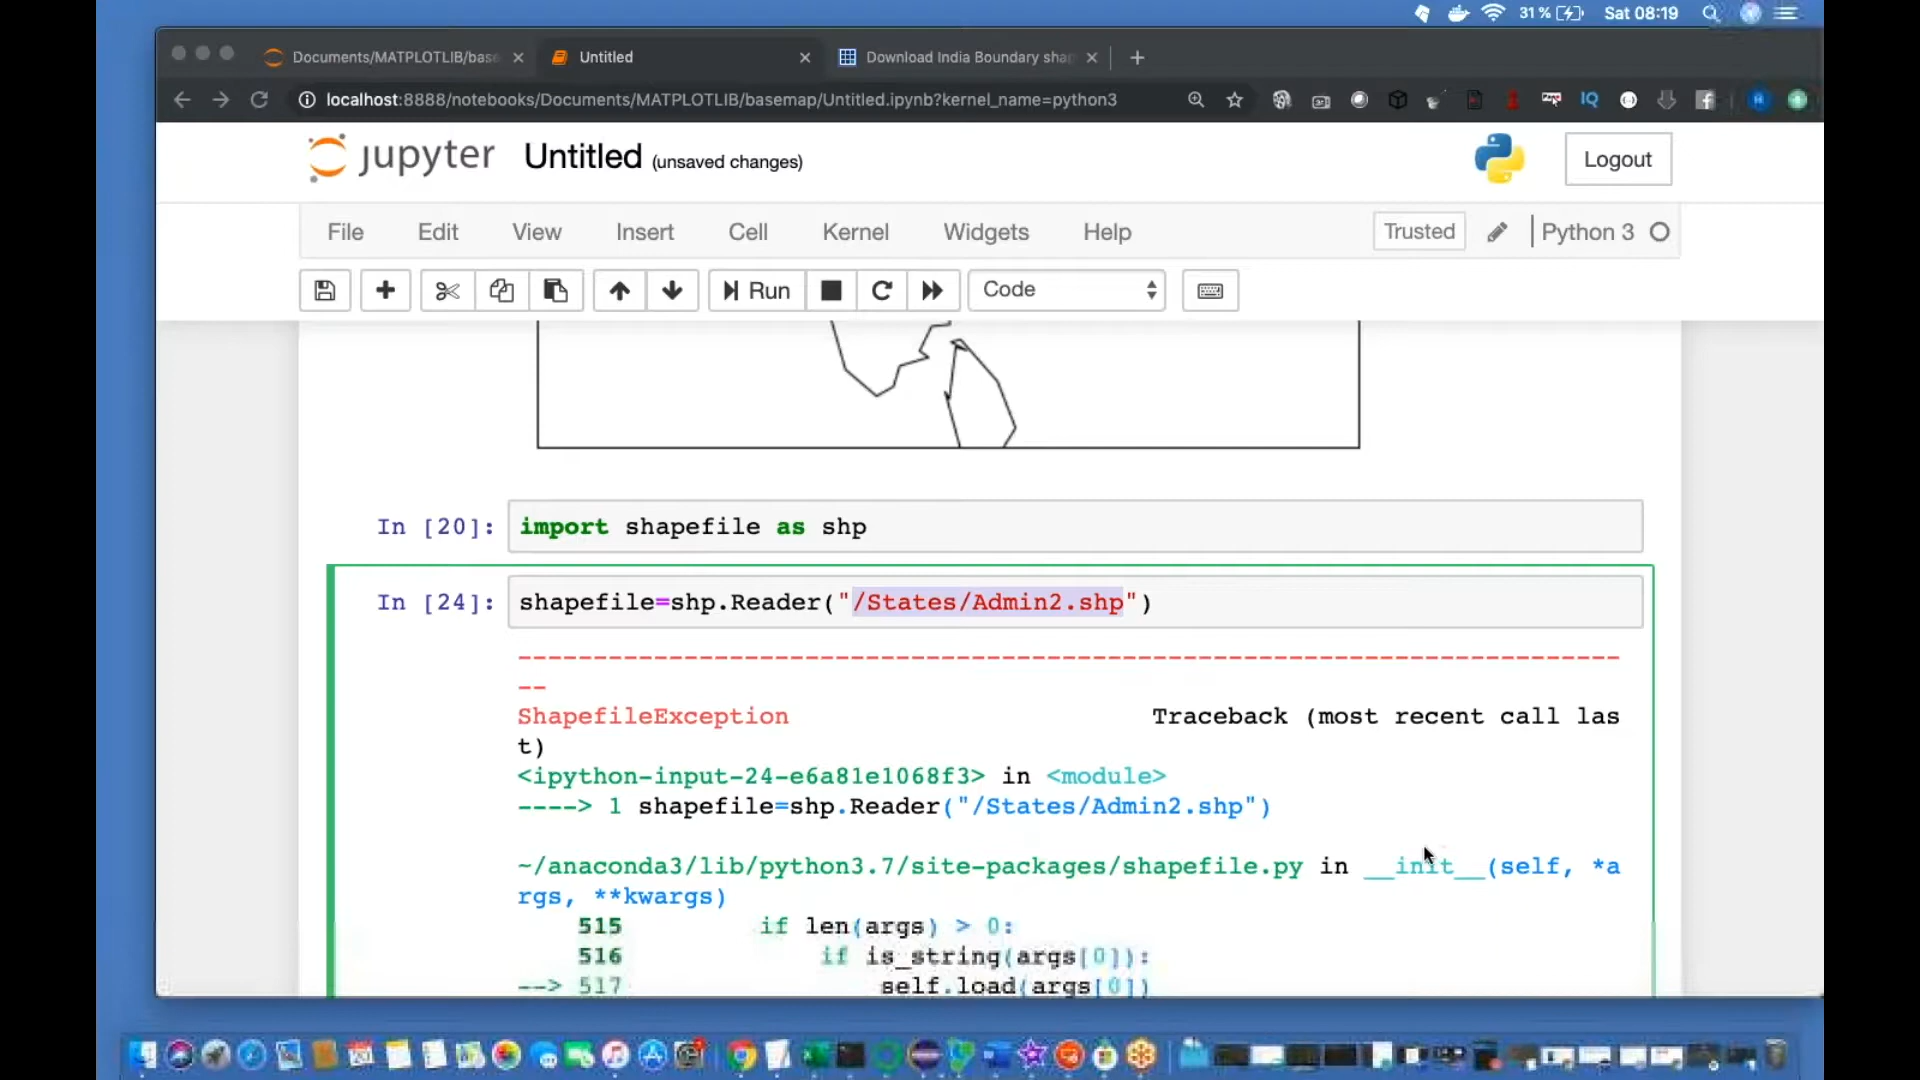 31% Sat 08:19
Documents/MATPLOTLIB/base
Untitled
Download India Boundary shap
localhost:8888/notebooks/Documents/MATPLOTLIB/basemap/Untitled.ipynb?kernel_name=python3
IQ
jupyter Untitled (unsaved changes)
Logout
File Edit View Insert Cell Kernel Widgets Help
Trusted
Python 3
Run
Code
In [20]: import shapefile as shp
In [24]: shapefile=shp.Reader("/States/Admin2.shp")
---------------------------------------------------------------------------
--
ShapefileException Traceback (most recent call las
t)
<ipython-input-24-e6a81e1068f3> in <module>
----> 1 shapefile=shp.Reader("/States/Admin2.shp")
~/anaconda3/lib/python3.7/site-packages/shapefile.py in __init__(self, *a
rgs, **kwargs)
515 if len(args) > 0:
516 if is_string(args[0]):
--> 517 self.load(args[0])